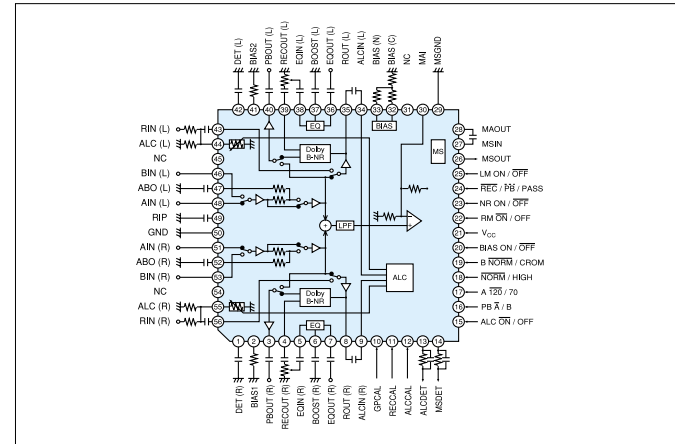 DET (L)
BIAS2
PBOUT (L)
RECOUT (L)
EQIN (L)
BOOST (L)
EQOUT (L)
ROUT (L)
ALCIN (L)
BIAS (N)
BIAS (C)
NC
MAI
MSGND
42 41 40 39 38 37 36 35 34 33 32 31 30 29
RIN (L) 43
ALC (L) 44
NC 45
BIN (L) 46
ABO (L) 47
AIN (L) 48
RIP 49
GND 50
AIN (R) 51
ABO (R) 52
BIN (R) 53
NC 54
ALC (R) 55
RIN (R) 56
EQ
BIAS
Dolby
B-NR
MS
+
LPF
+
ALC
Dolby
B-NR
EQ
28 MAOUT
27 MSIN
26 MSOUT
25 LM ON / OFF
24 REC / PB / PASS
23 NR ON / OFF
22 RM ON / OFF
21 VCC
20 BIAS ON / OFF
19 B NORM / CROM
18 NORM / HIGH
17 A 120 / 70
16 PB A / B
15 ALC ON / OFF
1 2 3 4 5 6 7 8 9 10 11 12 13 14
DET (R)
BIAS1
PBOUT (R)
RECOUT (R)
EQIN (R)
BOOST (R)
EQOUT (R)
ROUT (R)
ALCIN (R)
GPCAL
RECCAL
ALCCAL
ALCDET
MSDET